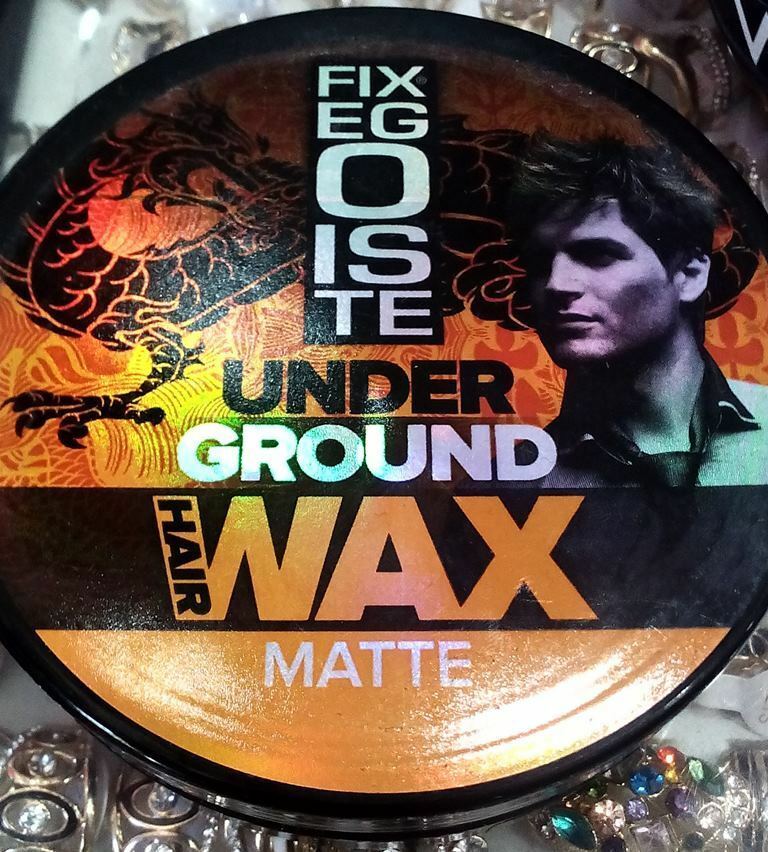 FIX®
EG
O
IS
TE
UNDER
GROUND
HAIR WAX
MATTE